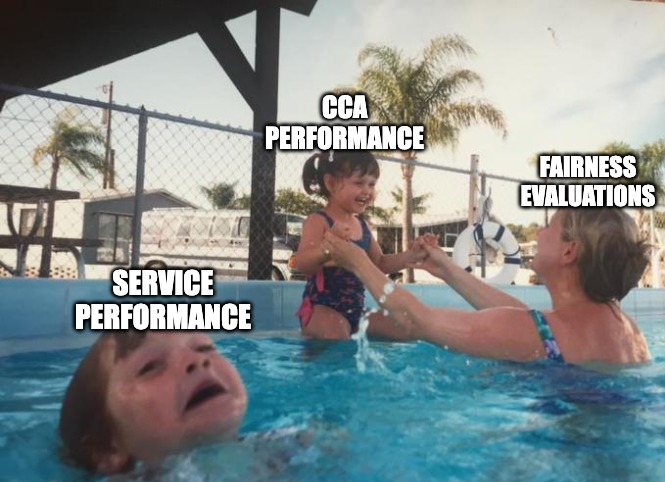 CCA
PERFORMANCE
FAIRNESS
EVALUATIONS
SERVICE
PERFORMANCE